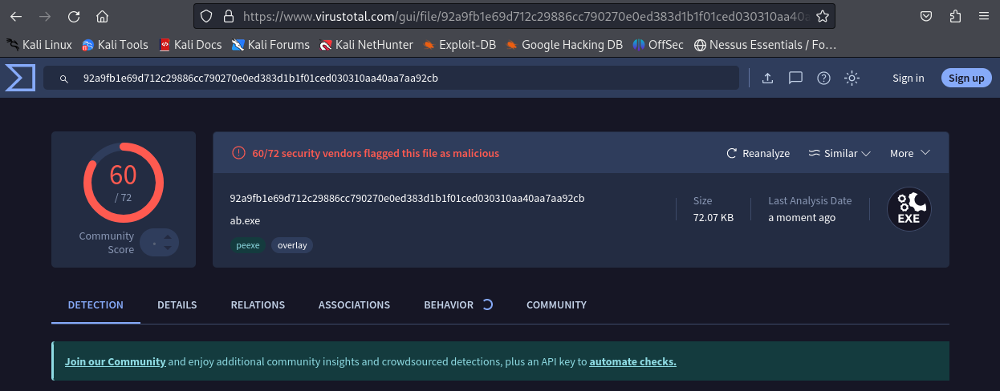 https://www.virustotal.com/gui/file/92a9fb1e69d712c29886cc790270e0ed383d1b1f01ced030310aa40a
Kali Linux Kali Tools Kali Docs Kali Forums Kali NetHunter Exploit-DB Google Hacking DB OffSec Nessus Essentials / Fo…
92a9fb1e69d712c29886cc790270e0ed383d1b1f01ced030310aa40aa7aa92cb Sign in Sign up
60
/ 72
Community
Score
60/72 security vendors flagged this file as malicious Reanalyze Similar More
92a9fb1e69d712c29886cc790270e0ed383d1b1f01ced030310aa40aa7aa92cb
ab.exe
peexe overlay
Size
72.07 KB
Last Analysis Date
a moment ago
EXE
DETECTION DETAILS RELATIONS ASSOCIATIONS BEHAVIOR COMMUNITY
Join our Community and enjoy additional community insights and crowdsourced detections, plus an API key to automate checks.